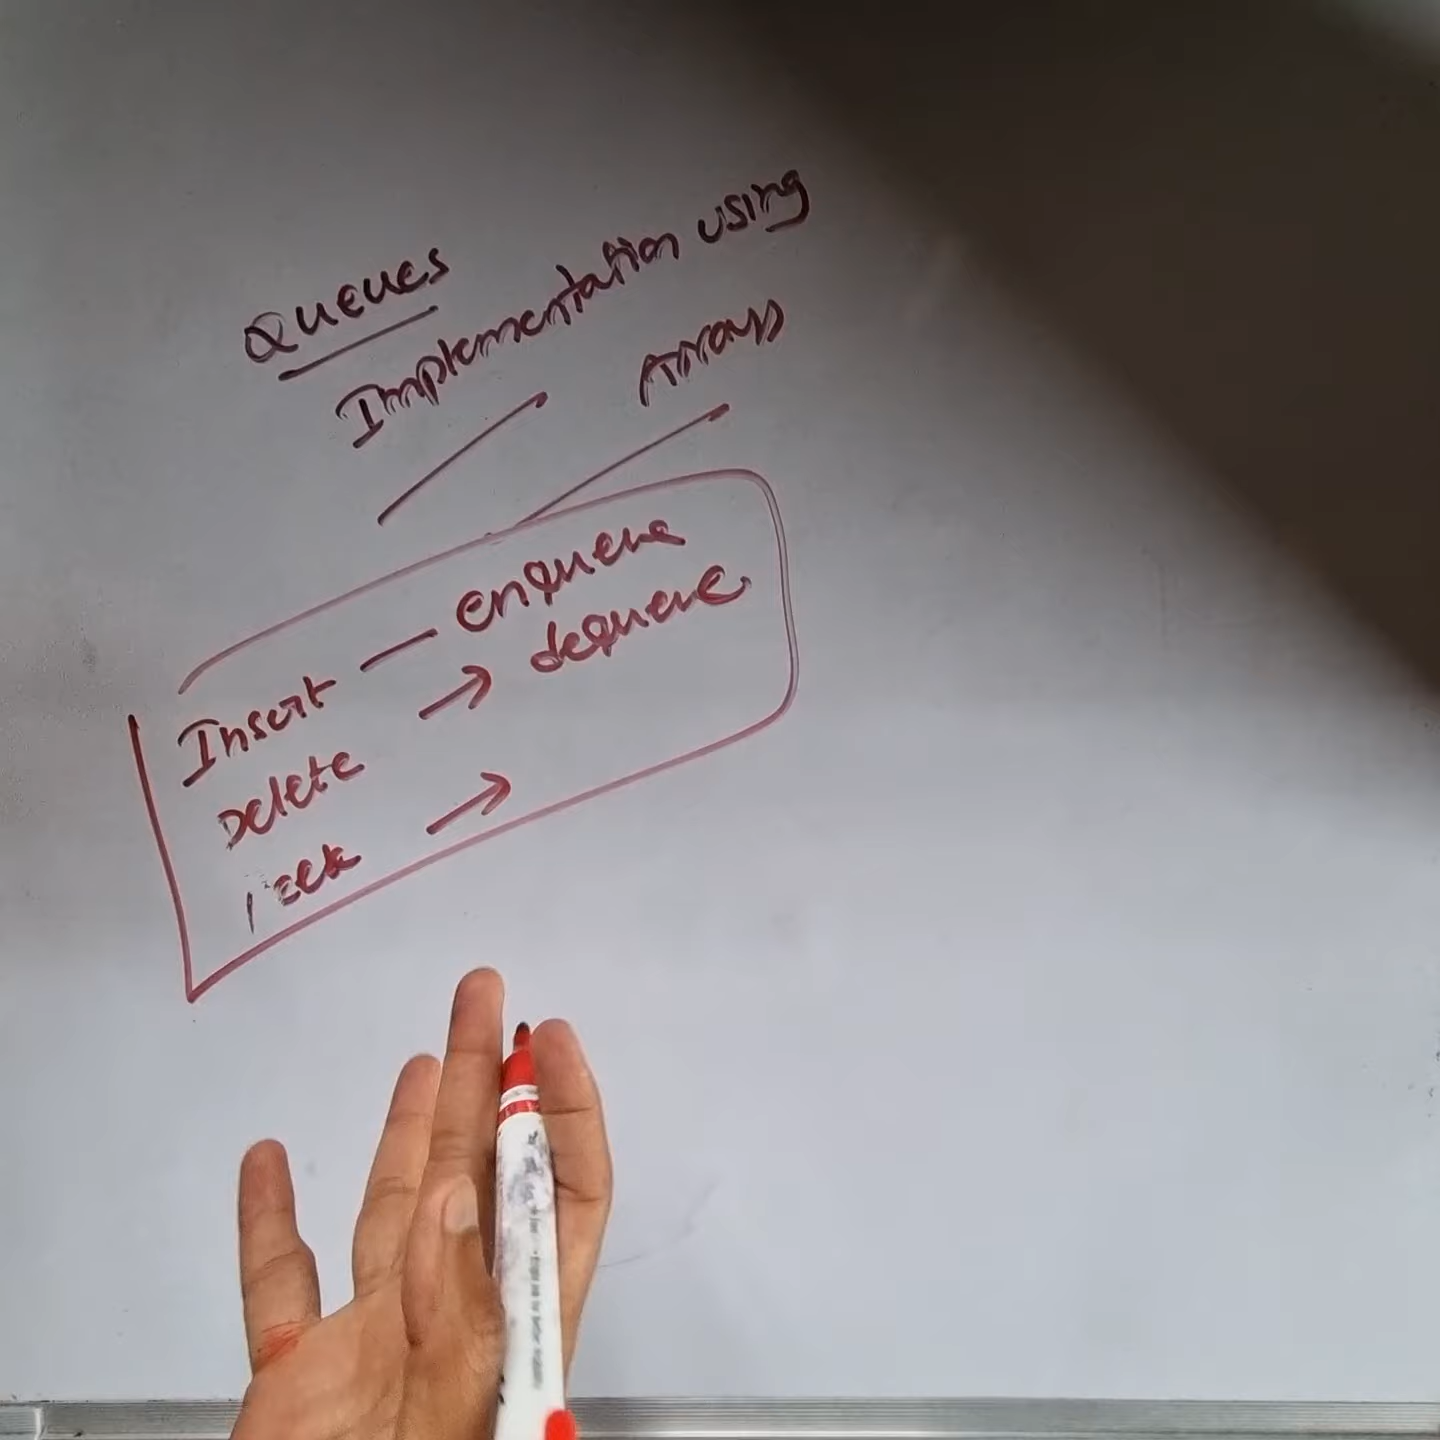 Queues
Implementation using
Arrays
Insert — enqueue
Delete → dequeue
Peek →